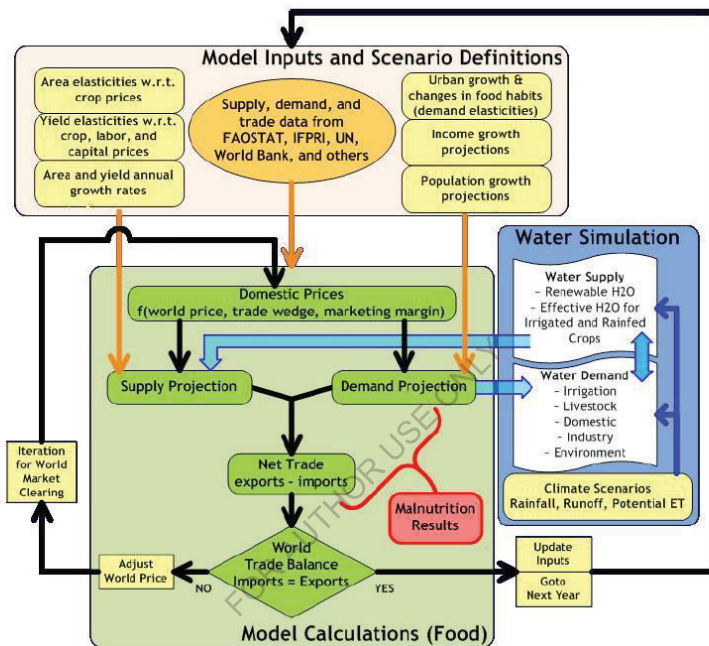 Model Inputs and Scenario Definitions
Area elasticities w.r.t.
crop prices
Yield elasticities w.r.t.
crop, labor, and
capital prices
Area and yield annual
growth rates
Supply, demand, and
trade data from
FAOSTAT, IFPRI, UN,
World Bank, and others
Urban growth &
changes in food habits
(demand elasticities)
Income growth
projections
Population growth
projections
Water Simulation
Water Supply
- Renewable H2O
- Effective H2O for
Irrigated and Rainfed
Crops
Water Demand
- Irrigation
- Livestock
- Domestic
- Industry
- Environment
Climate Scenarios
Rainfall, Runoff, Potential ET
Domestic Prices
f(world price, trade wedge, marketing margin)
Supply Projection
Demand Projection
Net Trade
exports - imports
Malnutrition
Results
World
Trade Balance
Imports = Exports
NO
YES
Adjust
World Price
Iteration for
World
Market
Clearing
Update
Inputs
Goto
Next Year
Model Calculations (Food)
FOR AUTHOR USE ONLY